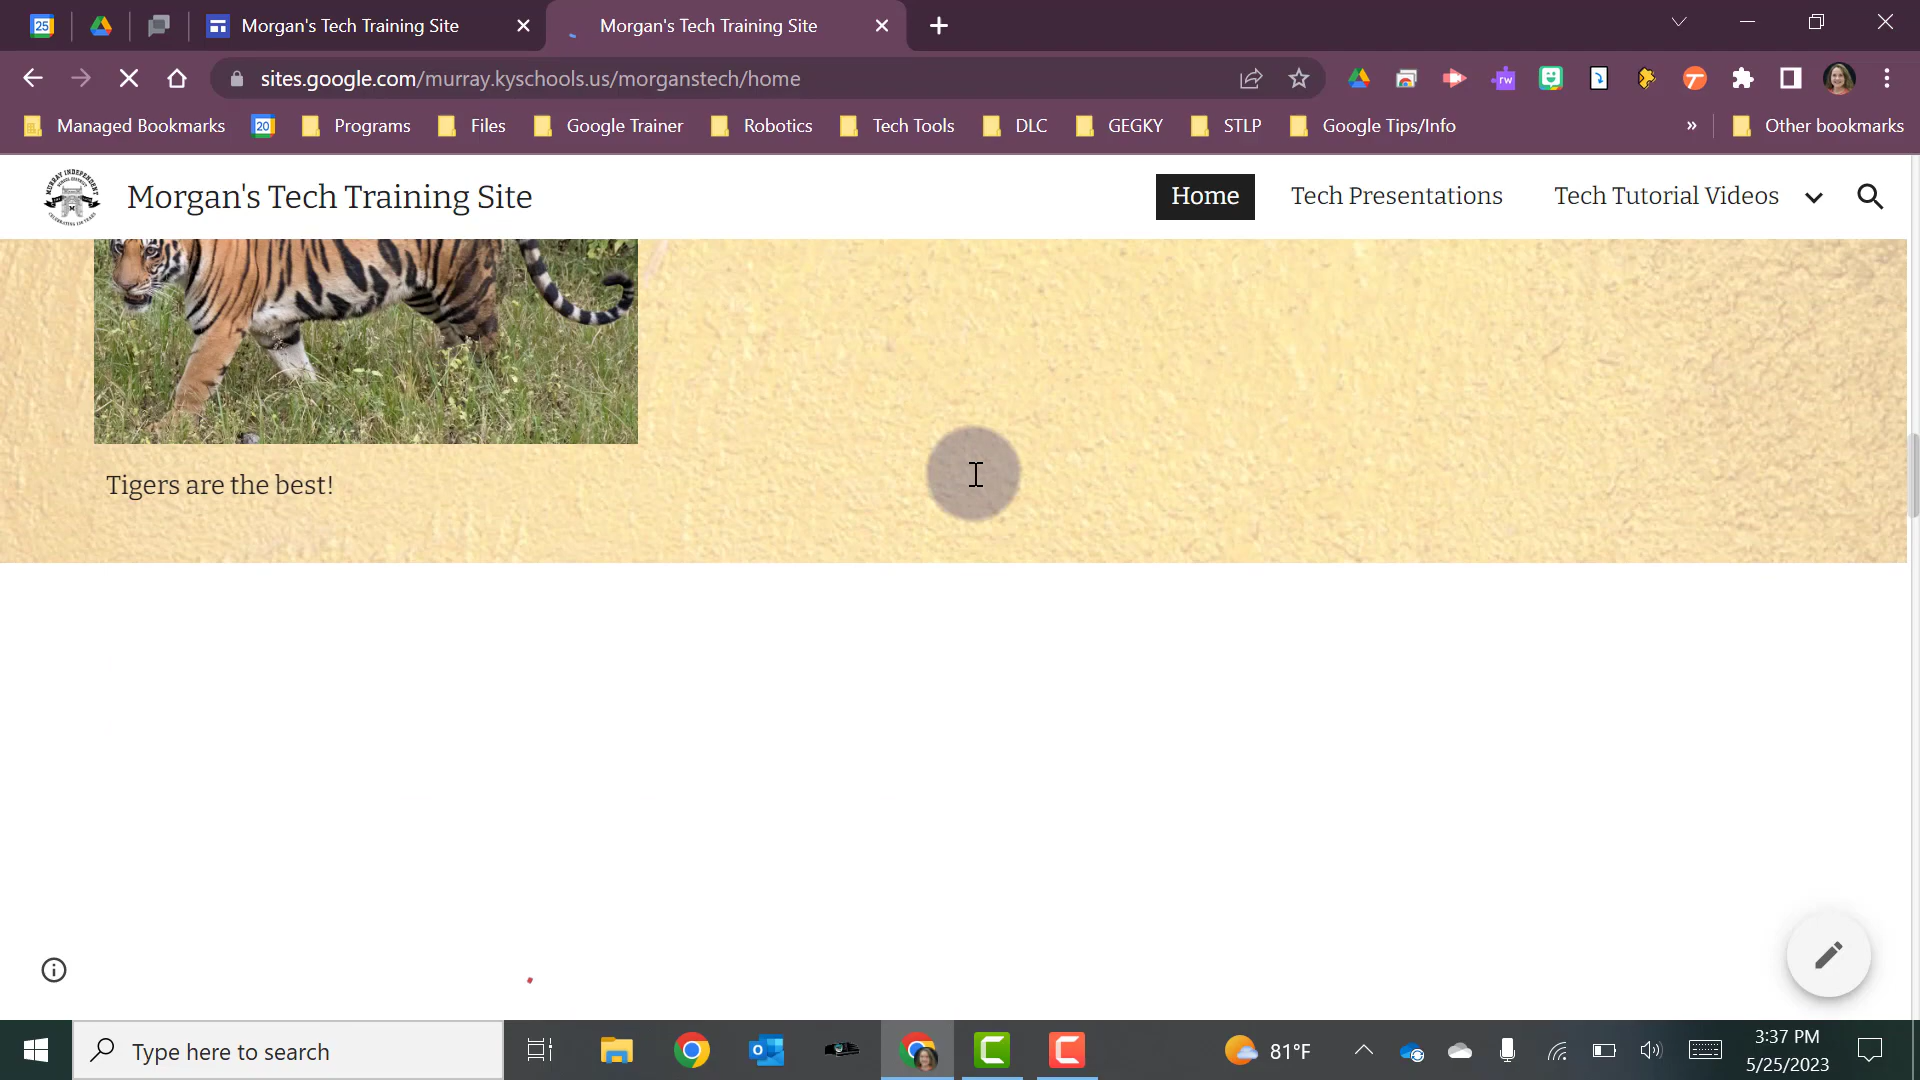 25
Morgan's Tech Training Site
Morgan's Tech Training Site
sites.google.com/murray.kyschools.us/morganstech/home
rw
Managed Bookmarks
20
Programs
Files
Google Trainer
Robotics
Tech Tools
DLC
GEGKY
STLP
Google Tips/Info
»
Other bookmarks
Morgan's Tech Training Site
Home
Tech Presentations
Tech Tutorial Videos
Tigers are the best!
Type here to search
81°F
3:37 PM
5/25/2023